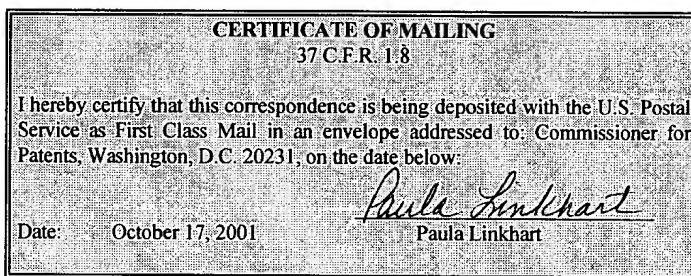 CERTIFICATE OF MAILING
37 C.F.R. 1.8
I hereby certify that this correspondence is being deposited with the U.S. Postal
Service as First Class Mail in an envelope addressed to: Commissioner for
Patents, Washington, D.C. 20231, on the date below:
Paula Linkhart
Date: October 17, 2001 Paula Linkhart